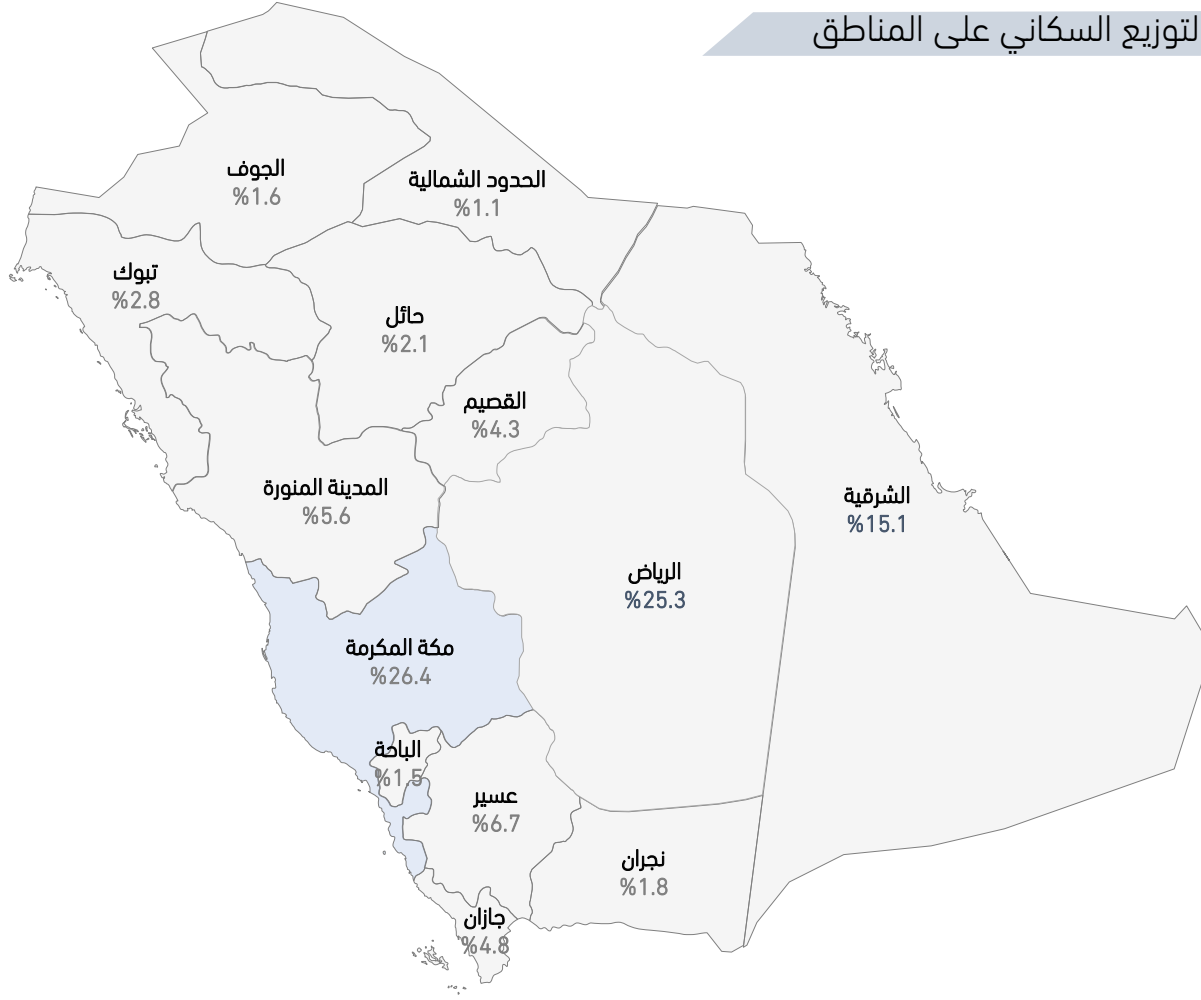 لتوزيع السكاني على المناطق
الجوف
%1.6
الحدود الشمالية
%1.1
تبوك
%2.8
حائل
%2.1
القصيم
%4.3
المدينة المنورة
%5.6
الشرقية
%15.1
الرياض
%25.3
مكة المكرمة
%26.4
الباحة
%1.5
عسير
%6.7
نجران
%1.8
جازان
%4.8